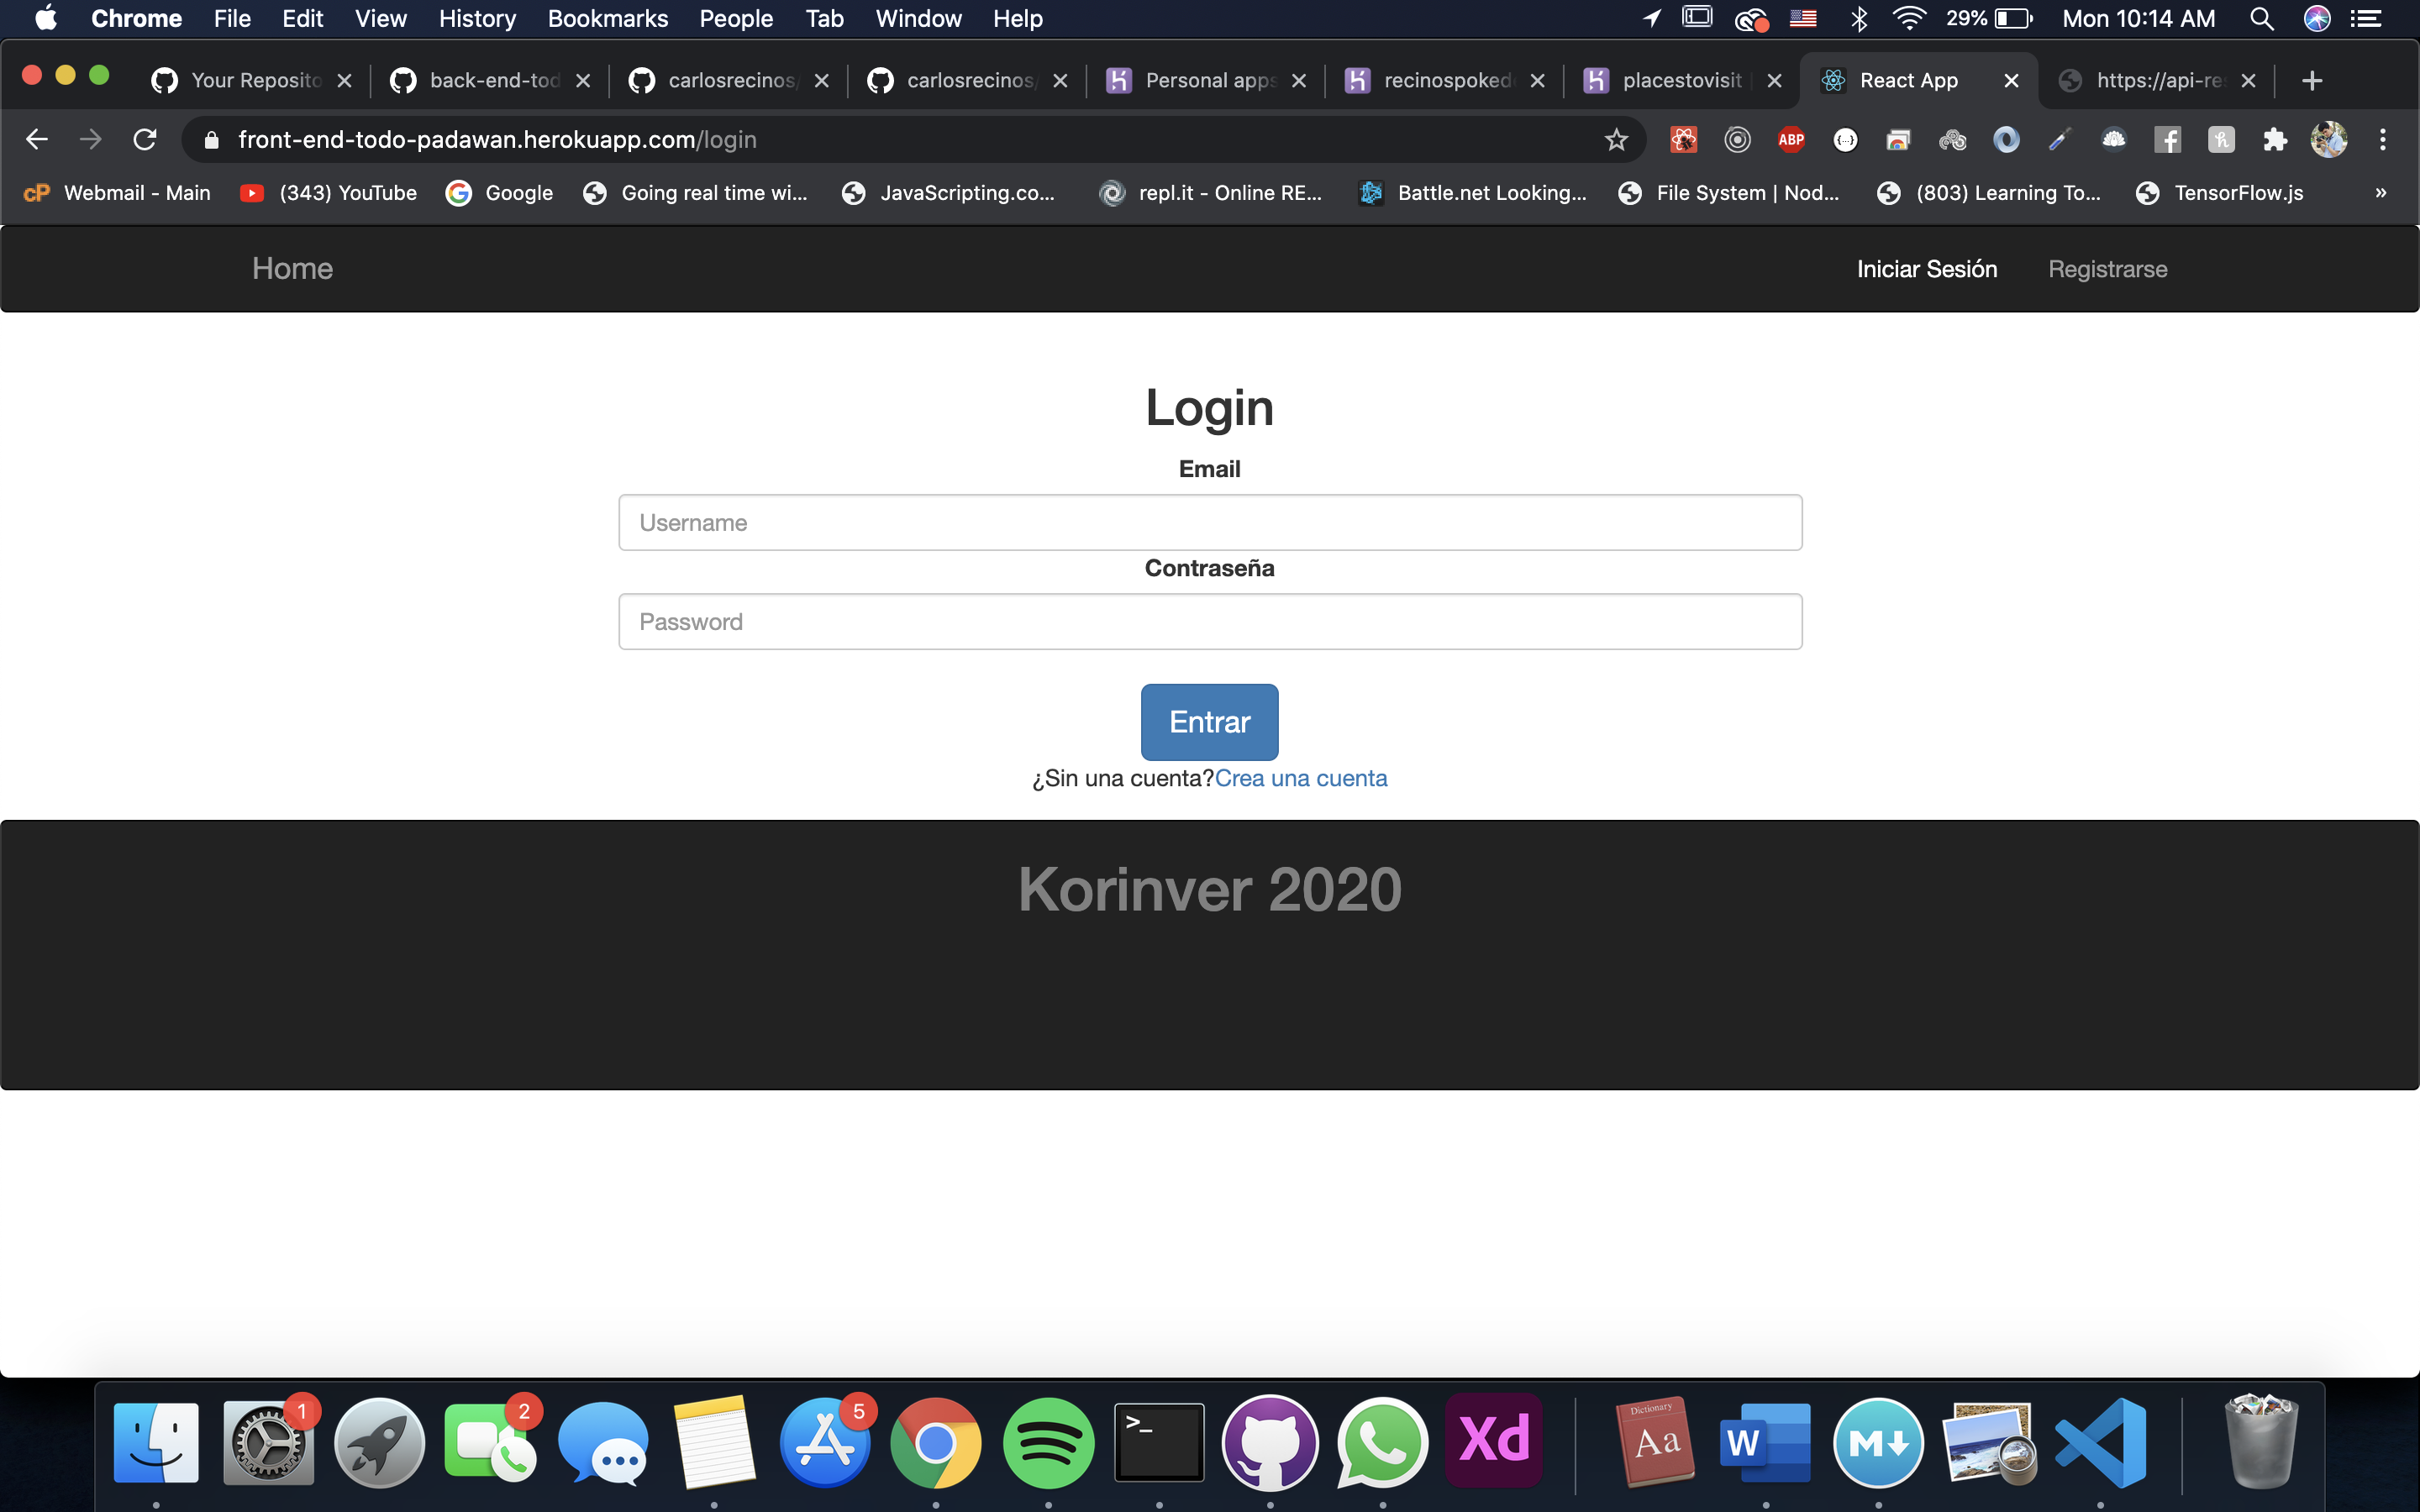 Chrome File Edit View History Bookmarks People Tab Window Help 29% Mon 10:14 AM
Your Reposito back-end-tod carlosrecinos/ carlosrecinos/ Personal apps recinospoked placestovisit | React App https://api-re
front-end-todo-padawan.herokuapp.com/login ABP
cP Webmail - Main (343) YouTube Google Going real time wi... JavaScripting.co... repl.it - Online RE... Battle.net Looking... File System | Nod... (803) Learning To... TensorFlow.js »
Home Iniciar Sesión Registrarse
Login
Email
Username
Contraseña
Password
Entrar
¿Sin una cuenta?Crea una cuenta
Korinver 2020
1 2 5 >_ Xd Dictionary Aa W M